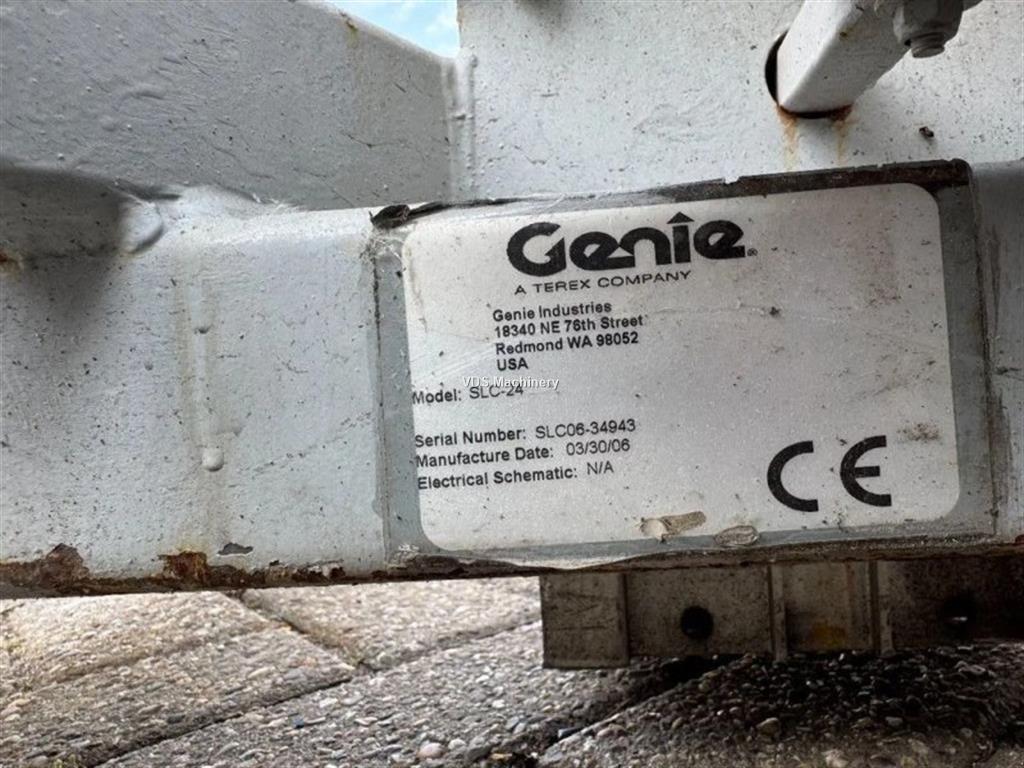 Genie®
A TEREX COMPANY
Genie Industries
18340 NE 76th Street
Redmond WA 98052
USA
VDS Machinery
Model: SLC-24
Serial Number: SLC06-34943
Manufacture Date: 03/30/06
Electrical Schematic: N/A
CE